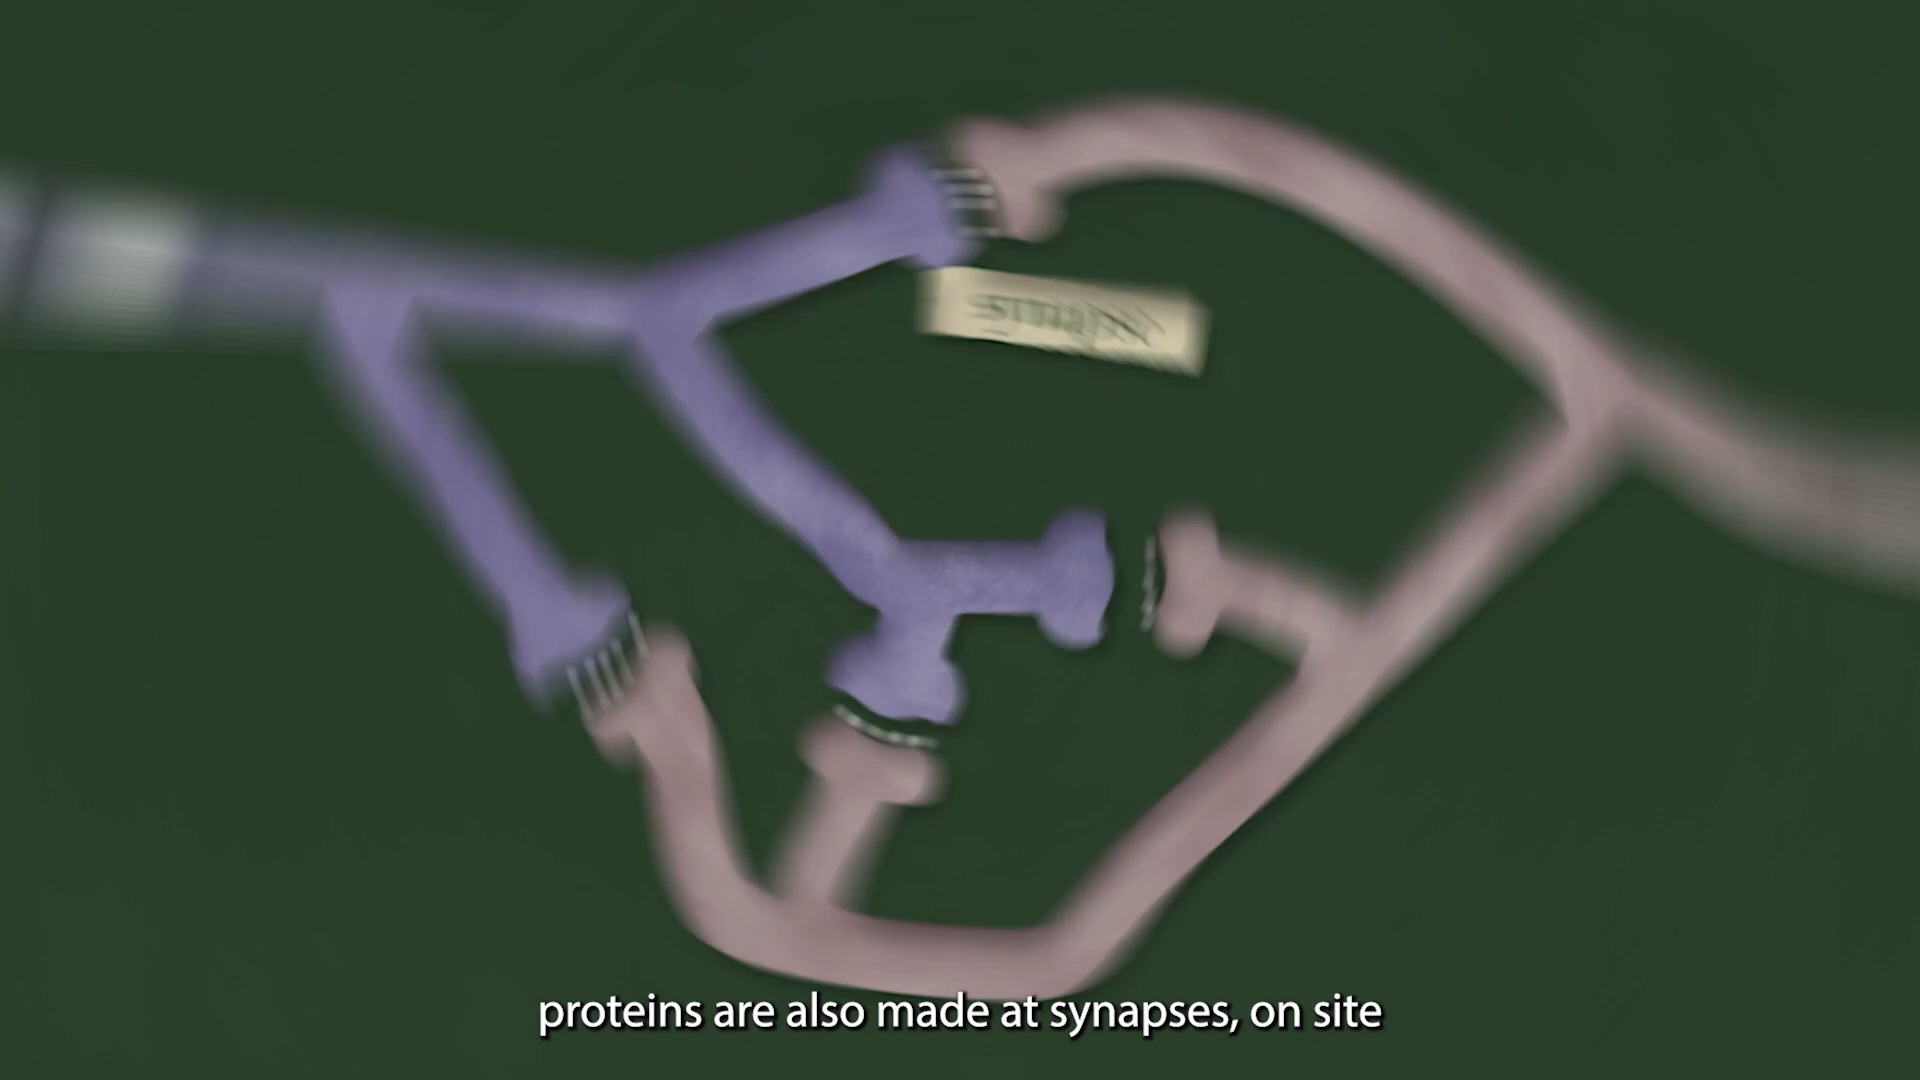 proteins are also made at synapses, on site